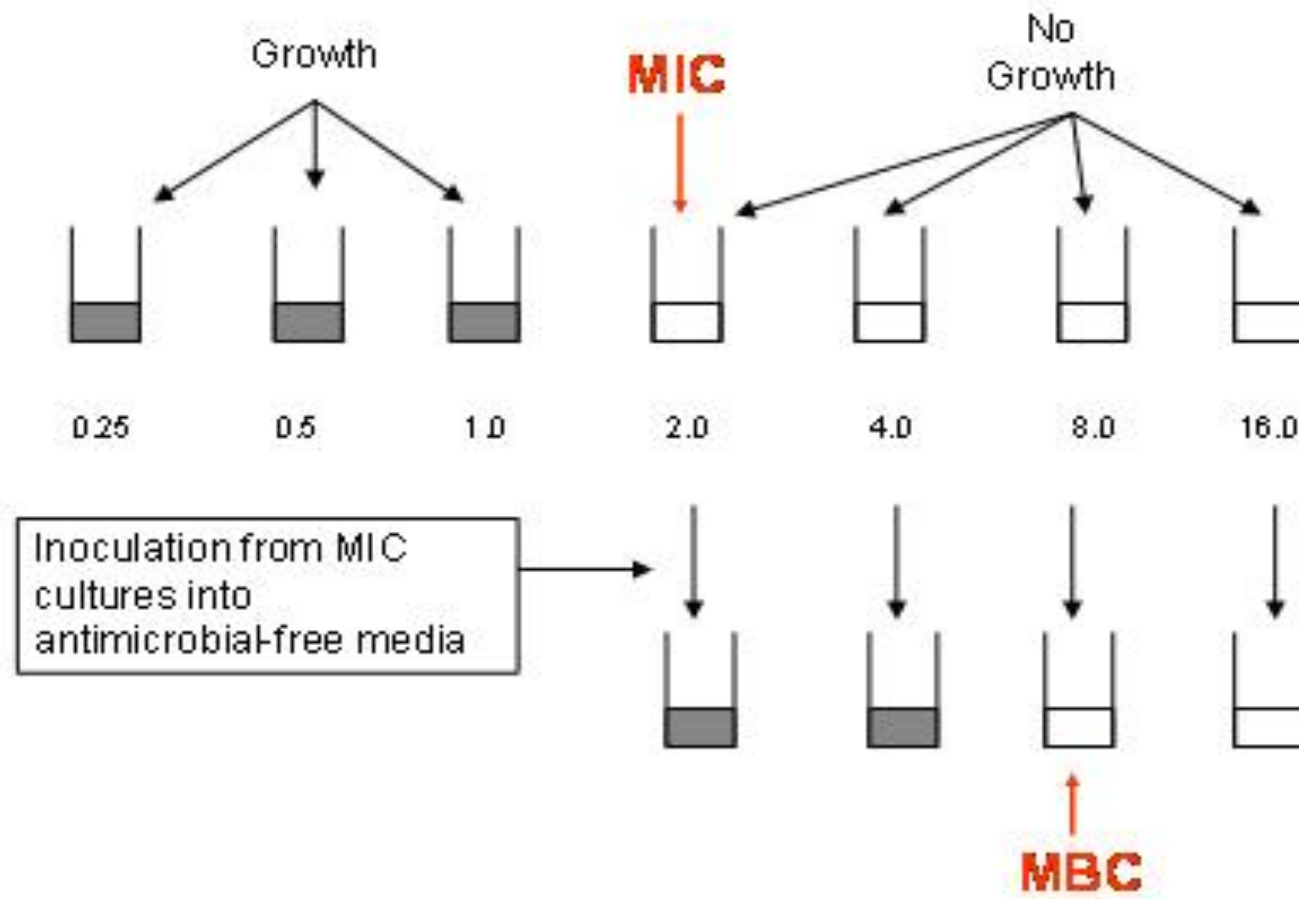 Growth
MIC
No
Growth
0.25 0.5 1.0 2.0 4.0 8.0 16.0
Inoculation from MIC
cultures into
antimicrobial-free media
MBC